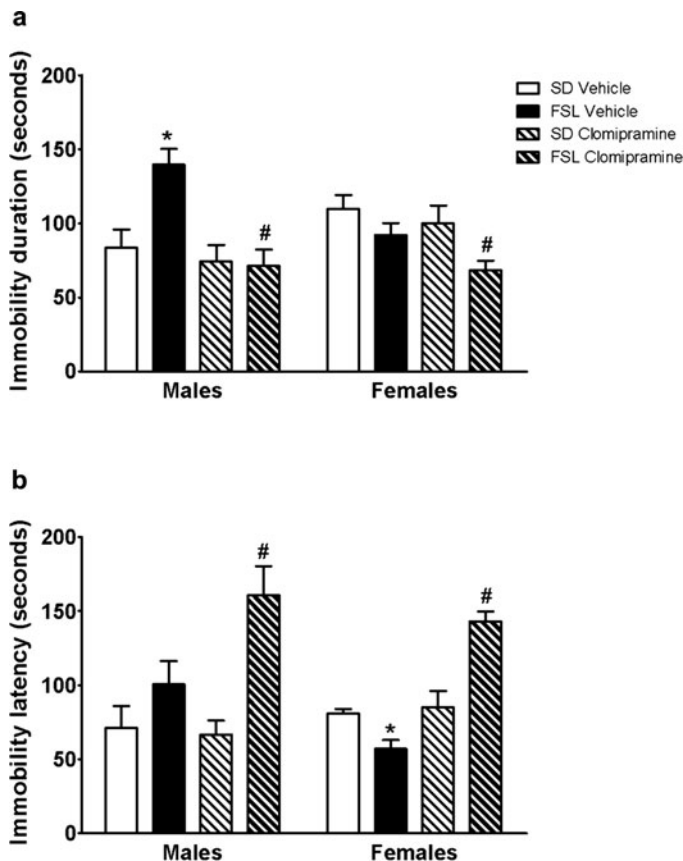 a
Immobility duration (seconds)
200
150
100
50
0
*
#
#
Males
Females
SD Vehicle
FSL Vehicle
SD Clomipramine
FSL Clomipramine
b
Immobility latency (seconds)
200
150
100
50
0
#
*
#
Males
Females